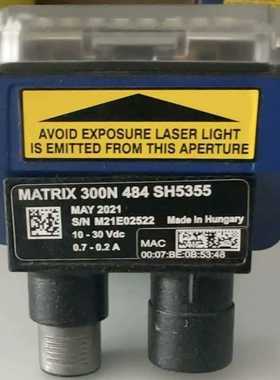 AVOID EXPOSURE LASER LIGHT
IS EMITTED FROM THIS APERTURE
MATRIX 300N 484 SH5355
MAY 2021
S/N M21E02522
Made in Hungary
10 - 30 Vdc
0.7 - 0.2 A
MAC
00:07:BE:0B:53:48